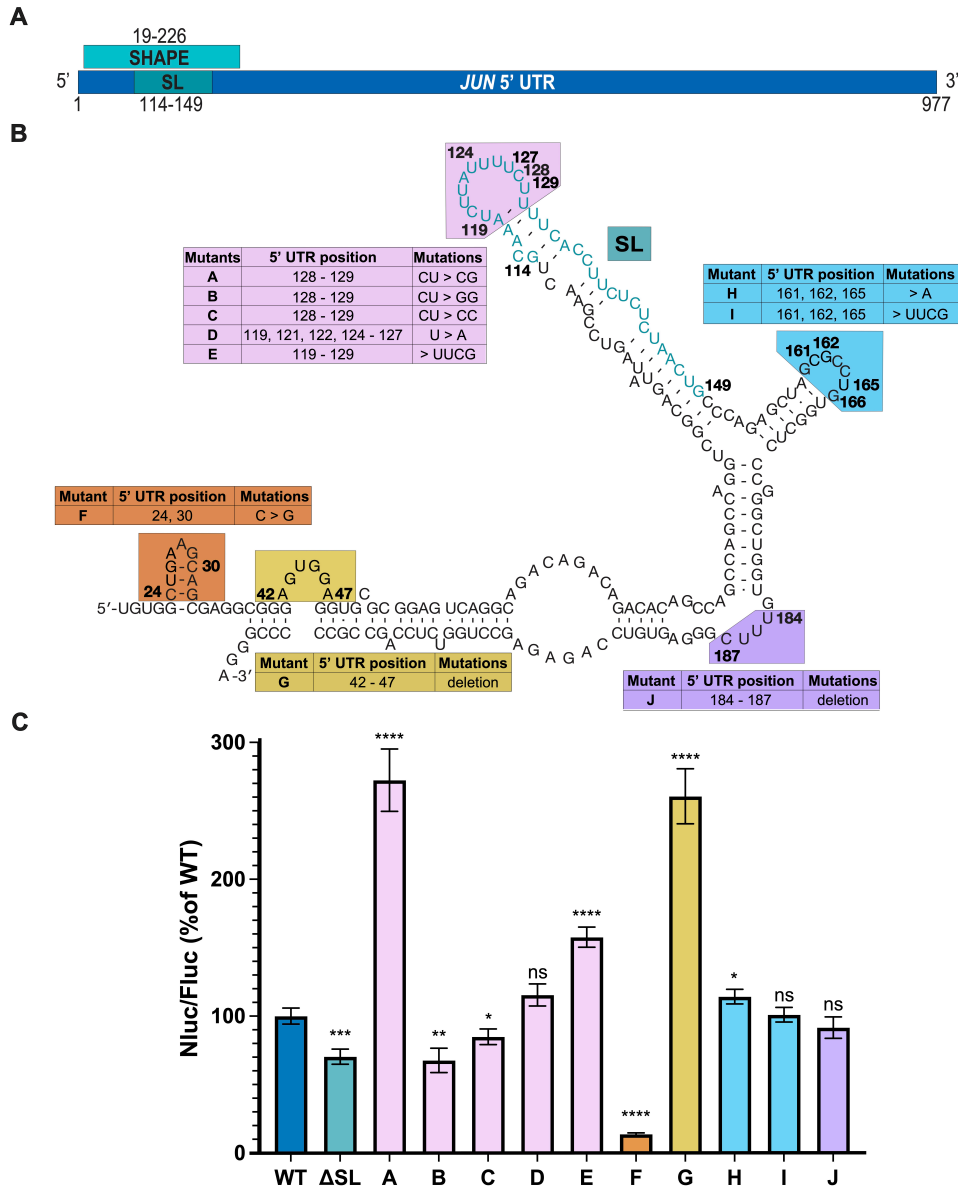 A
19-226
SHAPE
5’ SL JUN 5’ UTR 3’
1 114-149 977
B
124 127
128
129
119
114
SL
Mutants 5’ UTR position Mutations
A 128 - 129 CU > CG
B 128 - 129 CU > GG
C 128 - 129 CU > CC
D 119, 121, 122, 124 - 127 U > A
E 119 - 129 > UUCG
Mutant 5’ UTR position Mutations
H 161, 162, 165 > A
I 161, 162, 165 > UUCG
149
161 162
165
166
Mutant 5’ UTR position Mutations
F 24, 30 C > G
24 30
42 47
5′-UGUGG-CGAGGCGGG
A-3′
Mutant 5’ UTR position Mutations
G 42 - 47 deletion
184
187
Mutant 5’ UTR position Mutations
J 184 - 187 deletion
C
Nluc/Fluc (%of WT)
300
200
100
0
*** **** ** * ns **** **** **** * ns ns
WT ΔSL A B C D E F G H I J